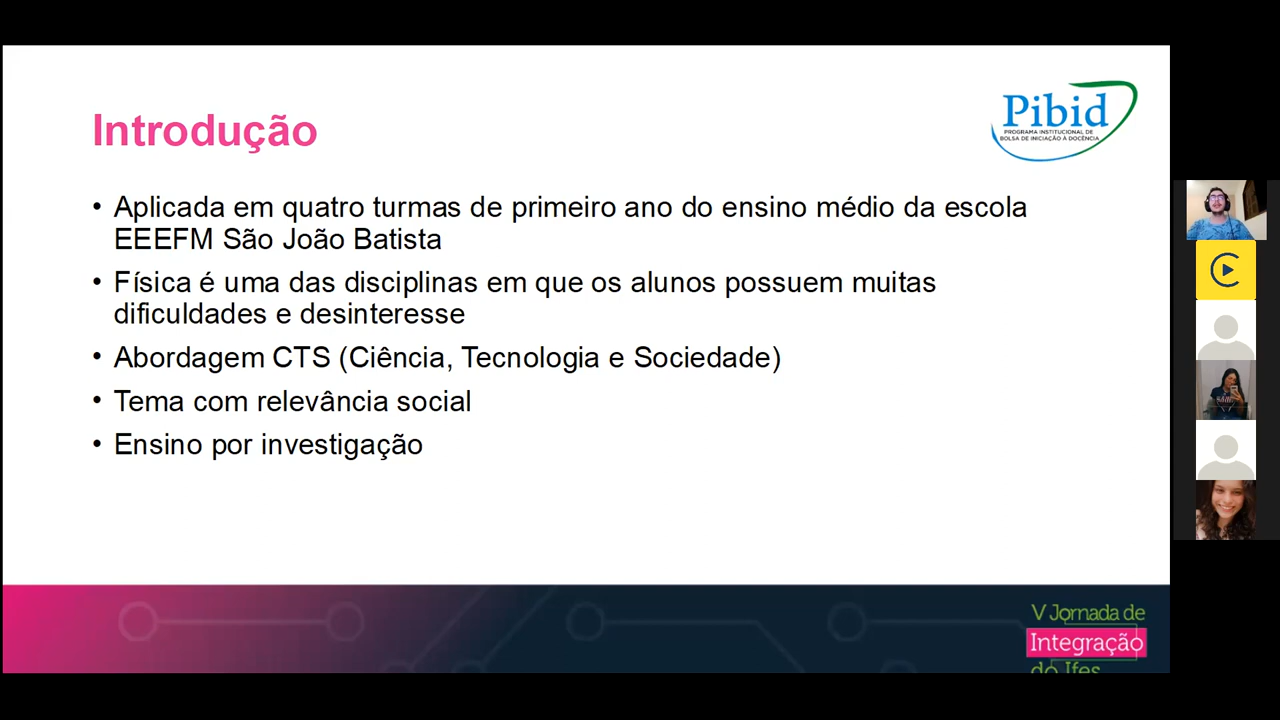 Introdução
Pibid
PROGRAMA INSTITUCIONAL DE
BOLSA DE INICIAÇÃO À DOCÊNCIA
• Aplicada em quatro turmas de primeiro ano do ensino médio da escola
EEEFM São João Batista
• Física é uma das disciplinas em que os alunos possuem muitas
dificuldades e desinteresse
• Abordagem CTS (Ciência, Tecnologia e Sociedade)
• Tema com relevância social
• Ensino por investigação
V Jornada de
Integração
do Ifes